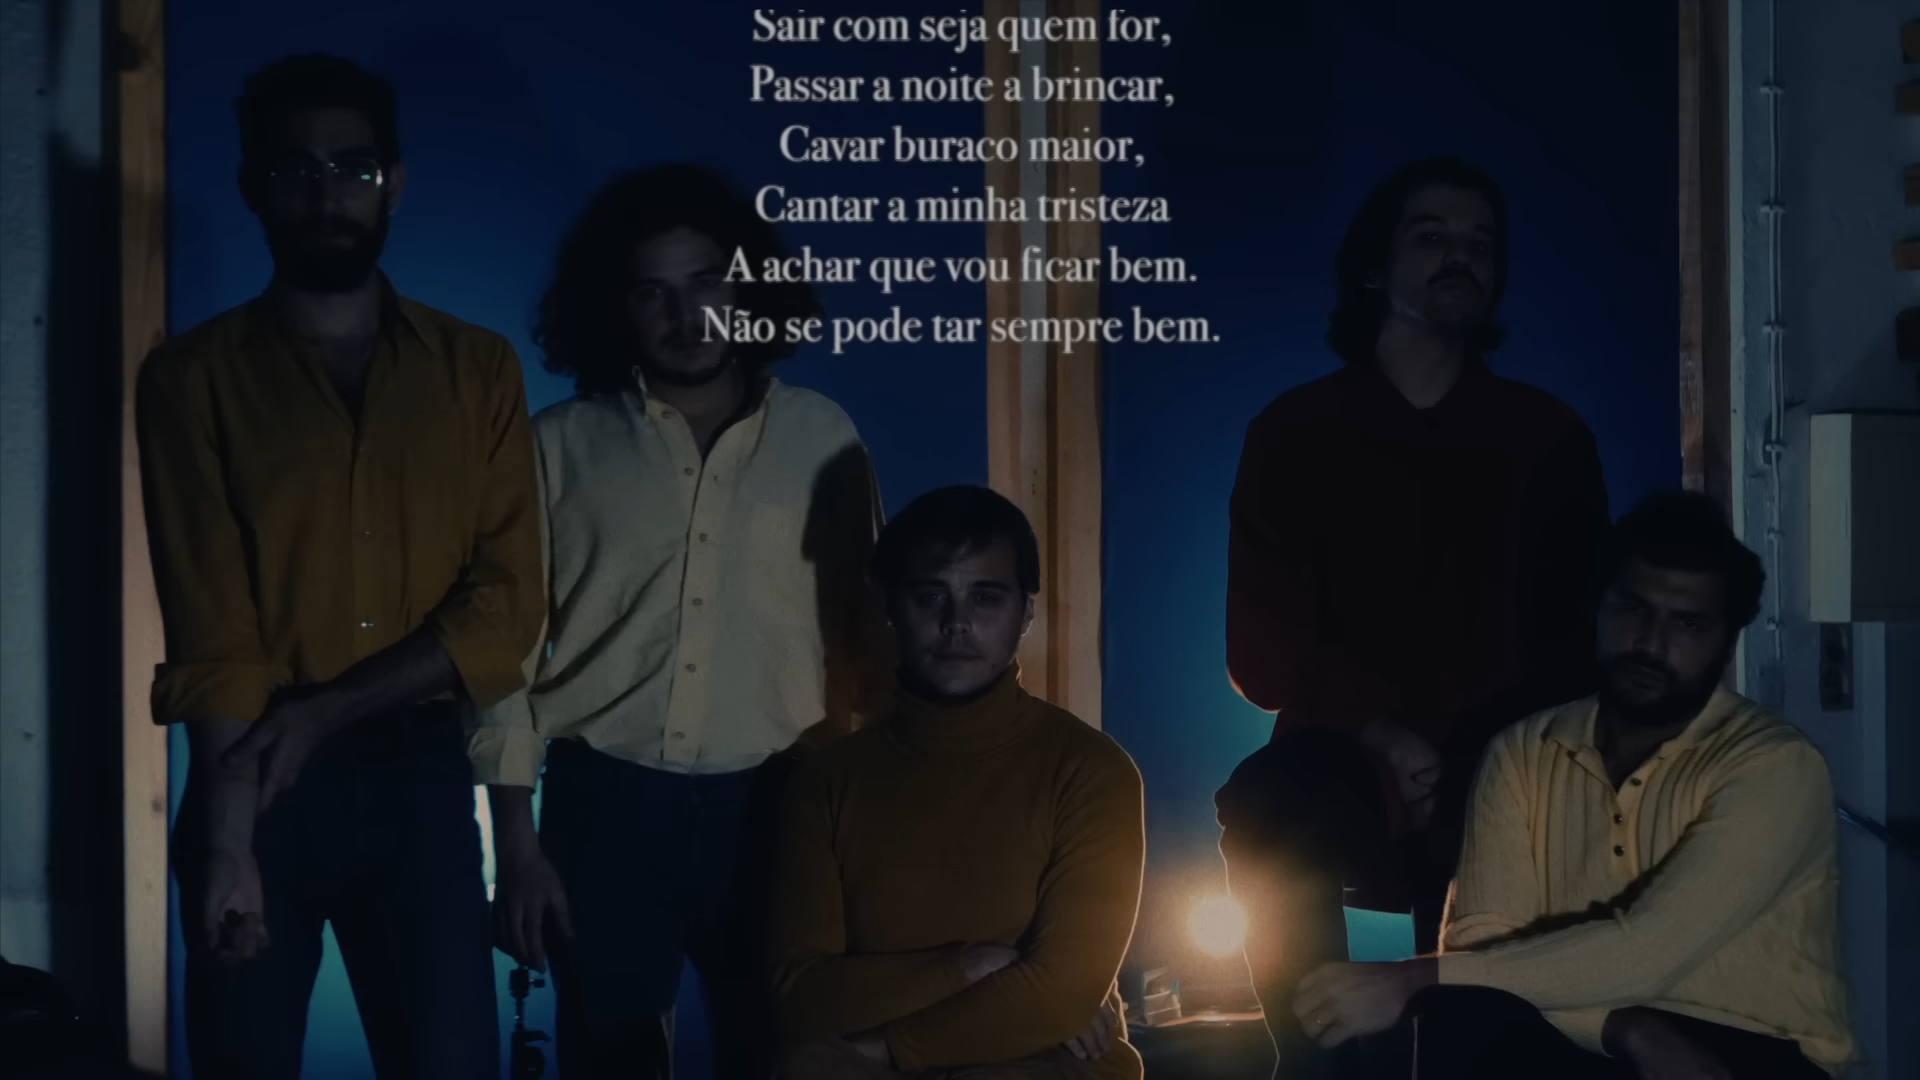 Sair com seja quem for,
Passar a noite a brincar,
Cavar buraco maior,
Cantar a minha tristeza
A achar que vou ficar bem.
Não se pode tar sempre bem.